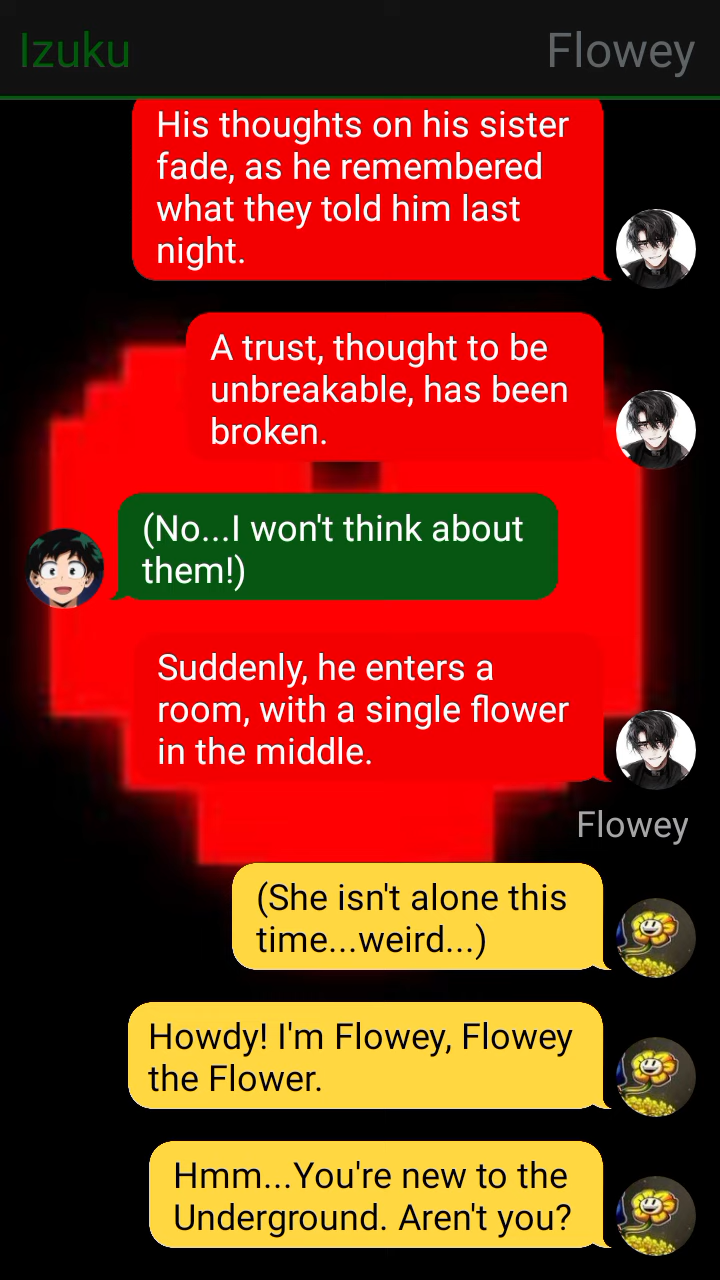 Izuku
Flowey
His thoughts on his sister
fade, as he remembered
what they told him last
night.
A trust, thought to be
unbreakable, has been
broken.
(No...I won't think about
them!)
Suddenly, he enters a
room, with a single flower
in the middle.
Flowey
(She isn't alone this
time...weird...)
Howdy! I'm Flowey, Flowey
the Flower.
Hmm...You're new to the
Underground. Aren't you?